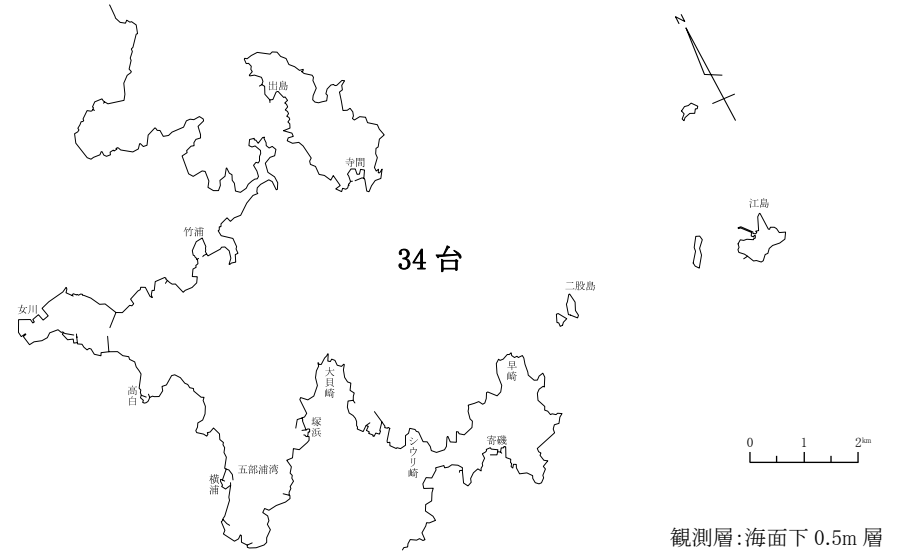 N
出島
寺間
江島
竹浦
34 台
二股島
女川
大貝崎
早崎
高白
塚浜
シウリ崎
寄磯
五部浦湾
横浦
0 1 2km
観測層:海面下 0.5m 層